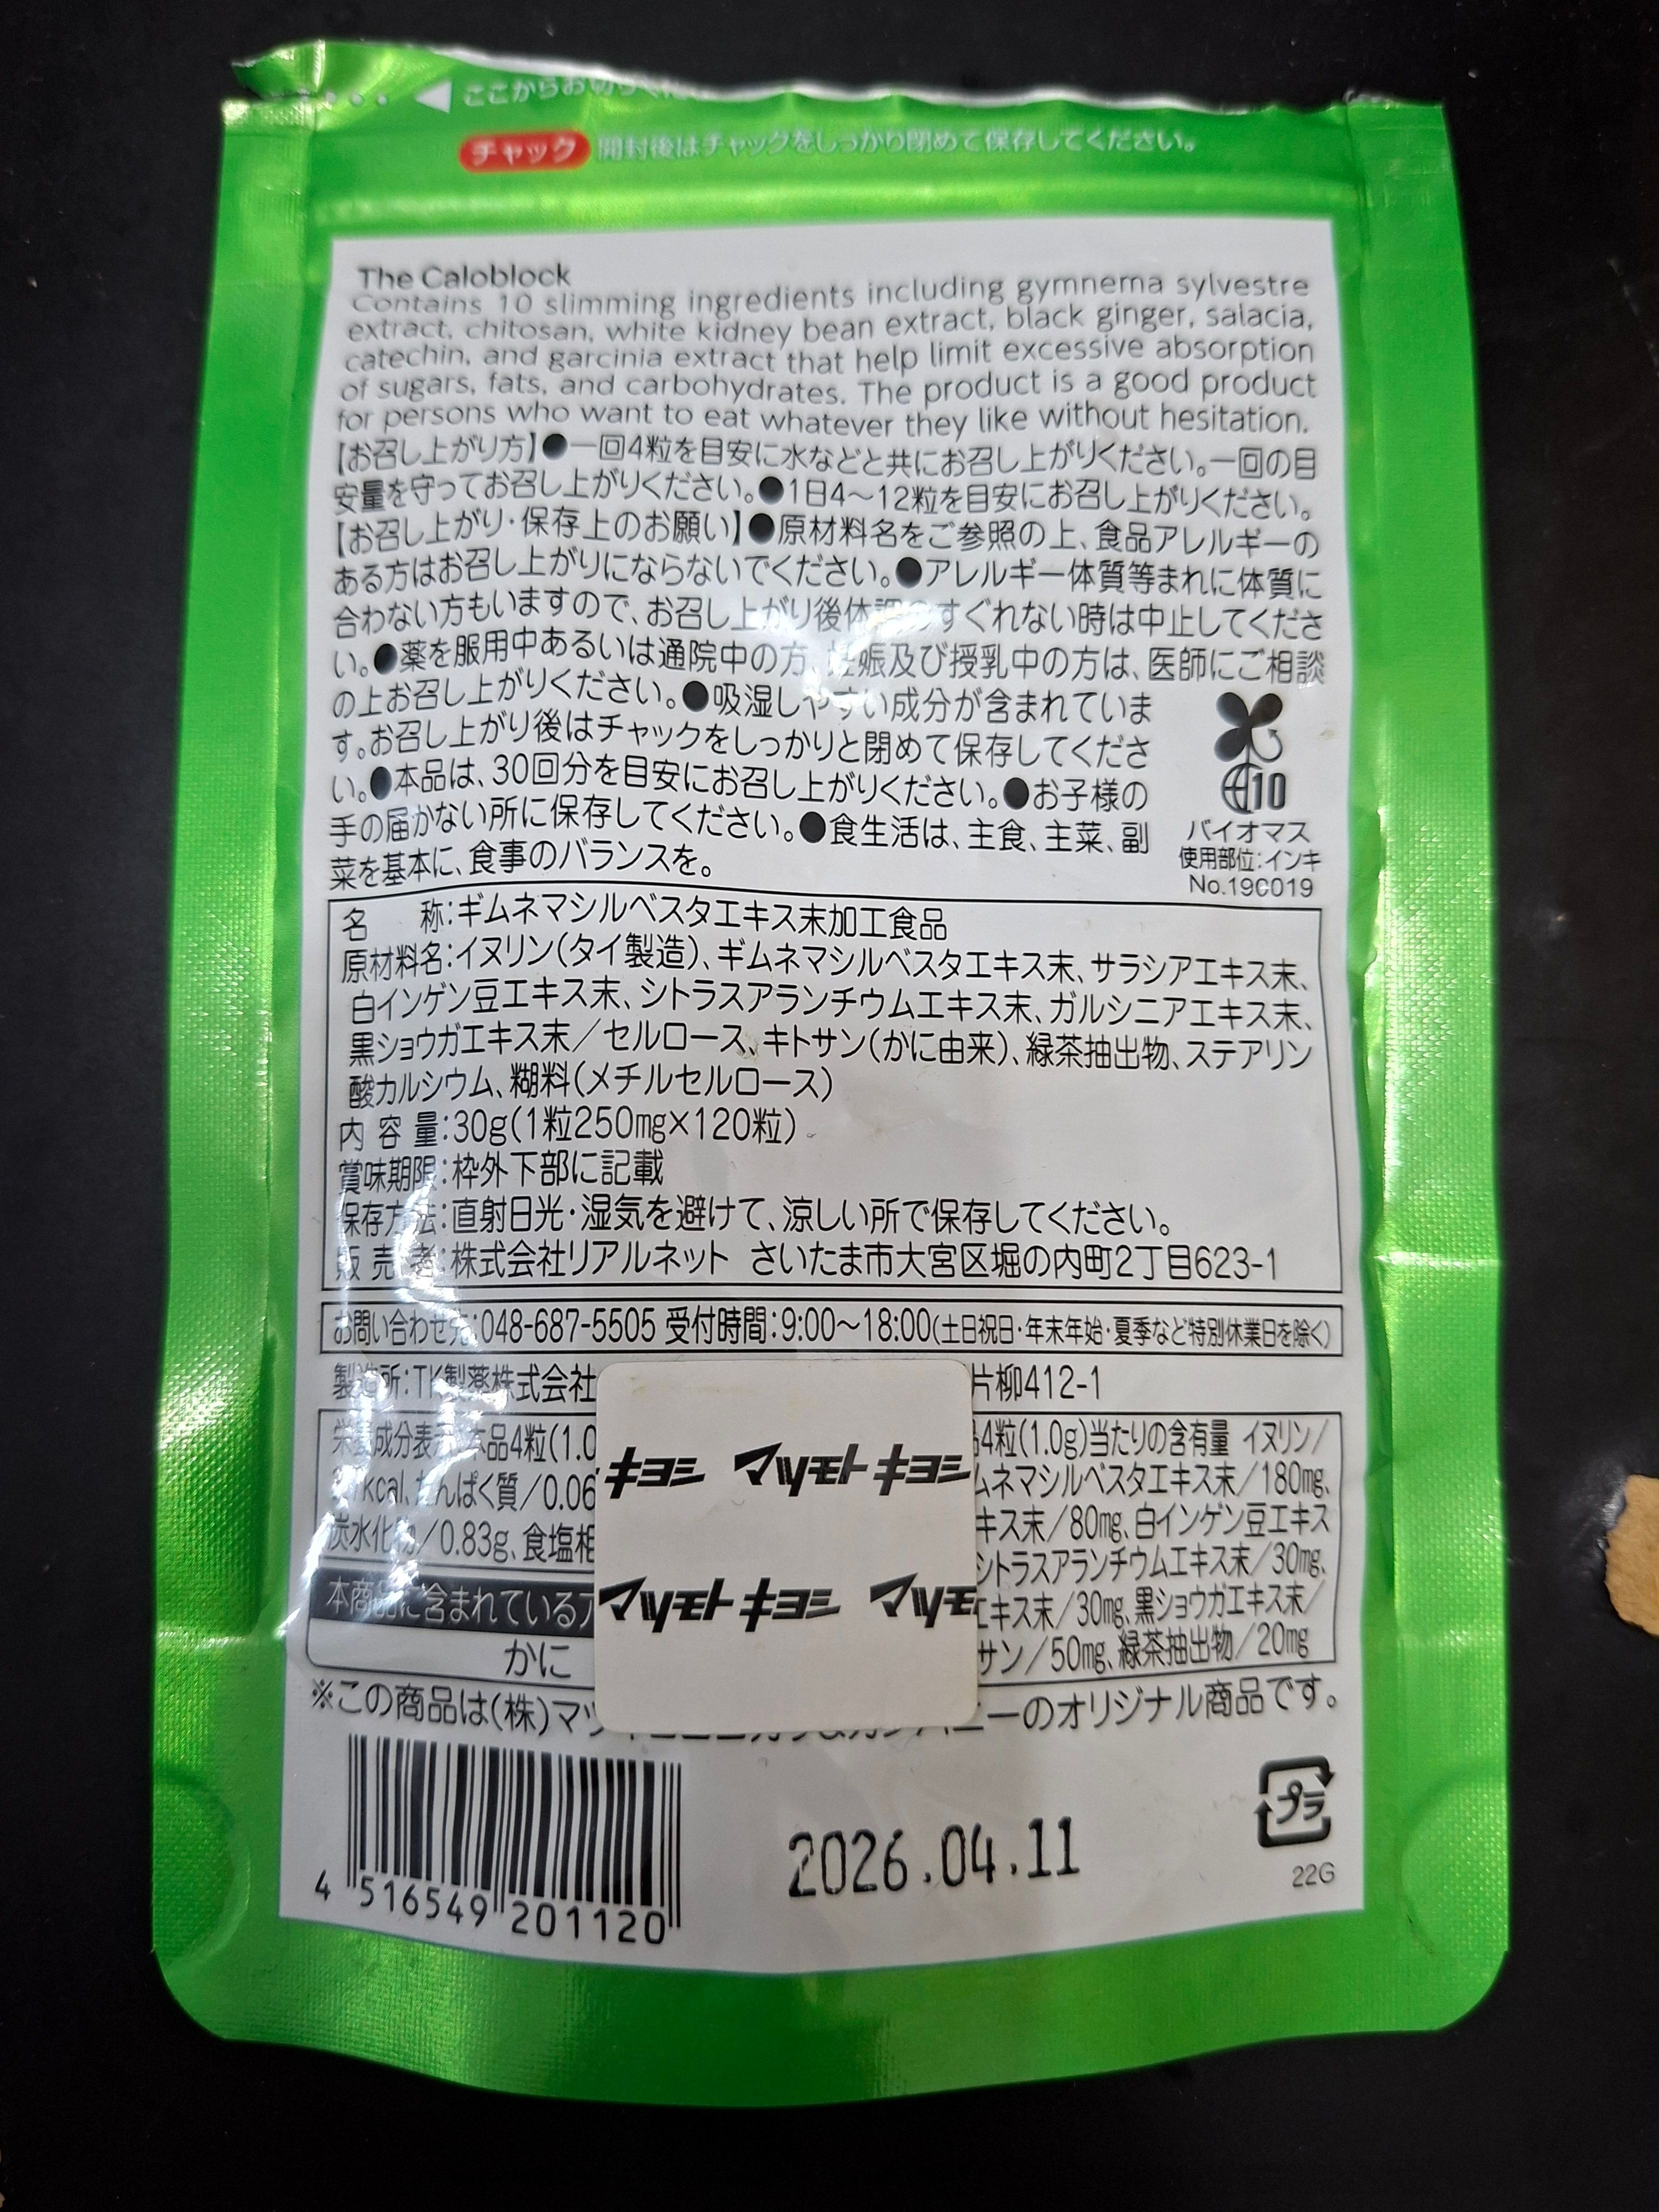 ここからお切りくだ
チャック 開封後はチャックをしっかり閉めて保存してください。
The Caloblock
Contains 10 slimming ingredients including gymnema sylvestre
extract, chitosan, white kidney bean extract, black ginger, salacia,
catechin, and garcinia extract that help limit excessive absorption
of sugars, fats, and carbohydrates. The product is a good product
for persons who want to eat whatever they like without hesitation.
【お召し上がり方】●一回4粒を目安に水などと共にお召し上がりください。一回の目
安量を守ってお召し上がりください。●1日4～12粒を目安にお召し上がりください。
【お召し上がり・保存上のお願い】●原材料名をご参照の上、食品アレルギーの
ある方はお召し上がりにならないでください。●アレルギー体質等まれに体質に
合わない方もいますので、お召し上がり後体調のすぐれない時は中止してくださ
い。●薬を服用中あるいは通院中の方、妊娠及び授乳中の方は、医師にご相談
の上お召し上がりください。●吸湿しやすい成分が含まれていま
す。お召し上がり後はチャックをしっかりと閉めて保存してくださ
い。●本品は、30回分を目安にお召し上がりください。●お子様の
手の届かない所に保存してください。●食生活は、主食、主菜、副
菜を基本に、食事のバランスを。
10
バイオマス
使用部位:インキ
No.190019
名 称:ギムネマシルベスタエキス末加工食品
原材料名:イヌリン(タイ製造)、ギムネマシルベスタエキス末、サラシアエキス末、
白インゲン豆エキス末、シトラスアランチウムエキス末、ガルシニアエキス末、
黒ショウガエキス末／セルロース、キトサン(かに由来)、緑茶抽出物、ステアリン
酸カルシウム、糊料(メチルセルロース)
内容量:30g(1粒250mg×120粒)
賞味期限:枠外下部に記載
保存方法:直射日光・湿気を避けて、涼しい所で保存してください。
販売者:株式会社リアルネット さいたま市大宮区堀の内町2丁目623-1
お問い合わせ先:048-687-5505 受付時間:9:00～18:00(土日祝日・年末年始・夏季など特別休業日を除く)
製造所:TK製薬株式会社 片柳412-1
栄養成分表示 本品4粒(1.0
kcal、たんぱく質／0.06
炭水化物／0.83g、食塩相
本商品に含まれているア
かに
4粒(1.0g)当たりの含有量 イヌリン／
ムネマシルベスタエキス末／180mg、
キス末／80mg、白インゲン豆エキス
シトラスアランチウムエキス末／30mg、
エキス末／30mg、黒ショウガエキス末／
サン／50mg、緑茶抽出物／20mg
キヨシ マツモトキヨシ
マツモトキヨシ マツモ
※この商品は(株)マツ ニーのオリジナル商品です。
4 516549 201120
2026.04.11
プラ
22G